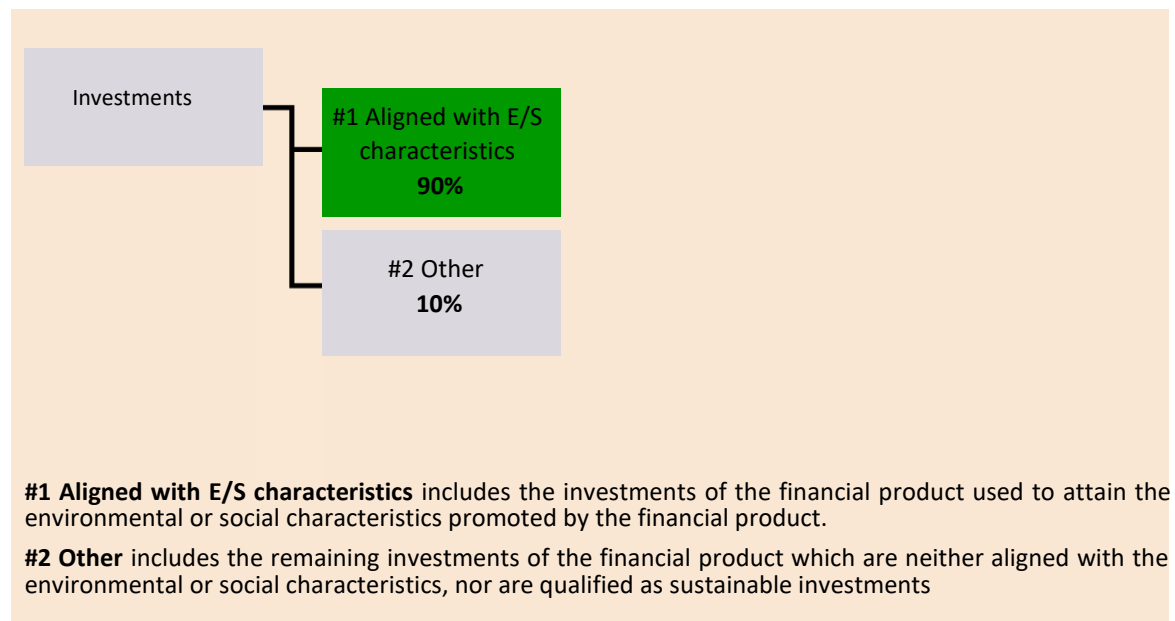 Investments
#1 Aligned with E/S
characteristics
90%
#2 Other
10%
#1 Aligned with E/S characteristics includes the investments of the financial product used to attain the
environmental or social characteristics promoted by the financial product.
#2 Other includes the remaining investments of the financial product which are neither aligned with the
environmental or social characteristics, nor are qualified as sustainable investments